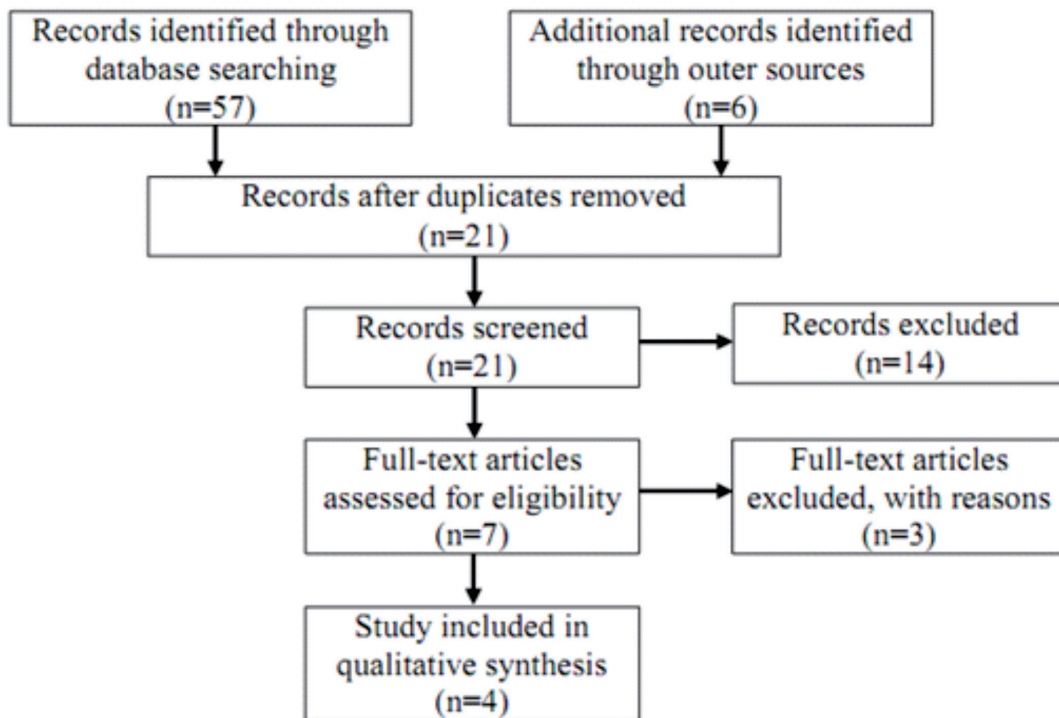 Records identified through
database searching
(n=57)
Additional records identified
through outer sources
(n=6)
Records after duplicates removed
(n=21)
Records screened
(n=21)
Records excluded
(n=14)
Full-text articles
assessed for eligibility
(n=7)
Full-text articles
excluded, with reasons
(n=3)
Study included in
qualitative synthesis
(n=4)